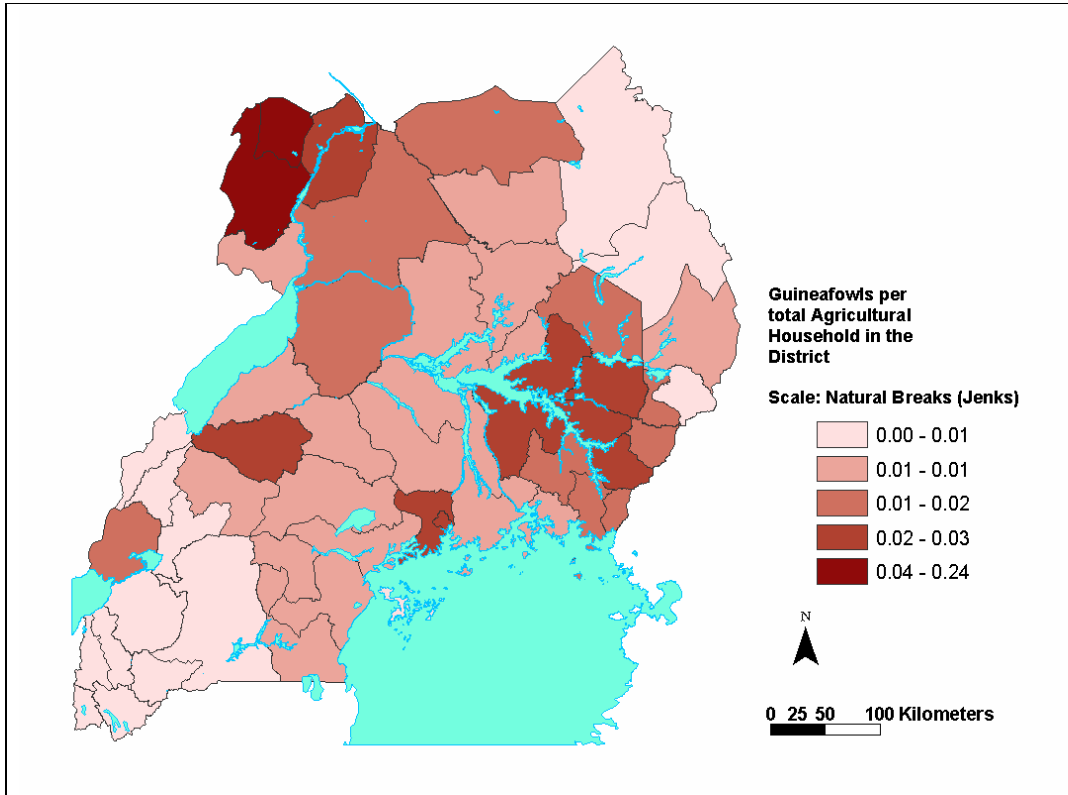 Guineafowls per
total Agricultural
Household in the
District
Scale: Natural Breaks (Jenks)
0.00 - 0.01
0.01 - 0.01
0.01 - 0.02
0.02 - 0.03
0.04 - 0.24
N
0 25 50 100 Kilometers